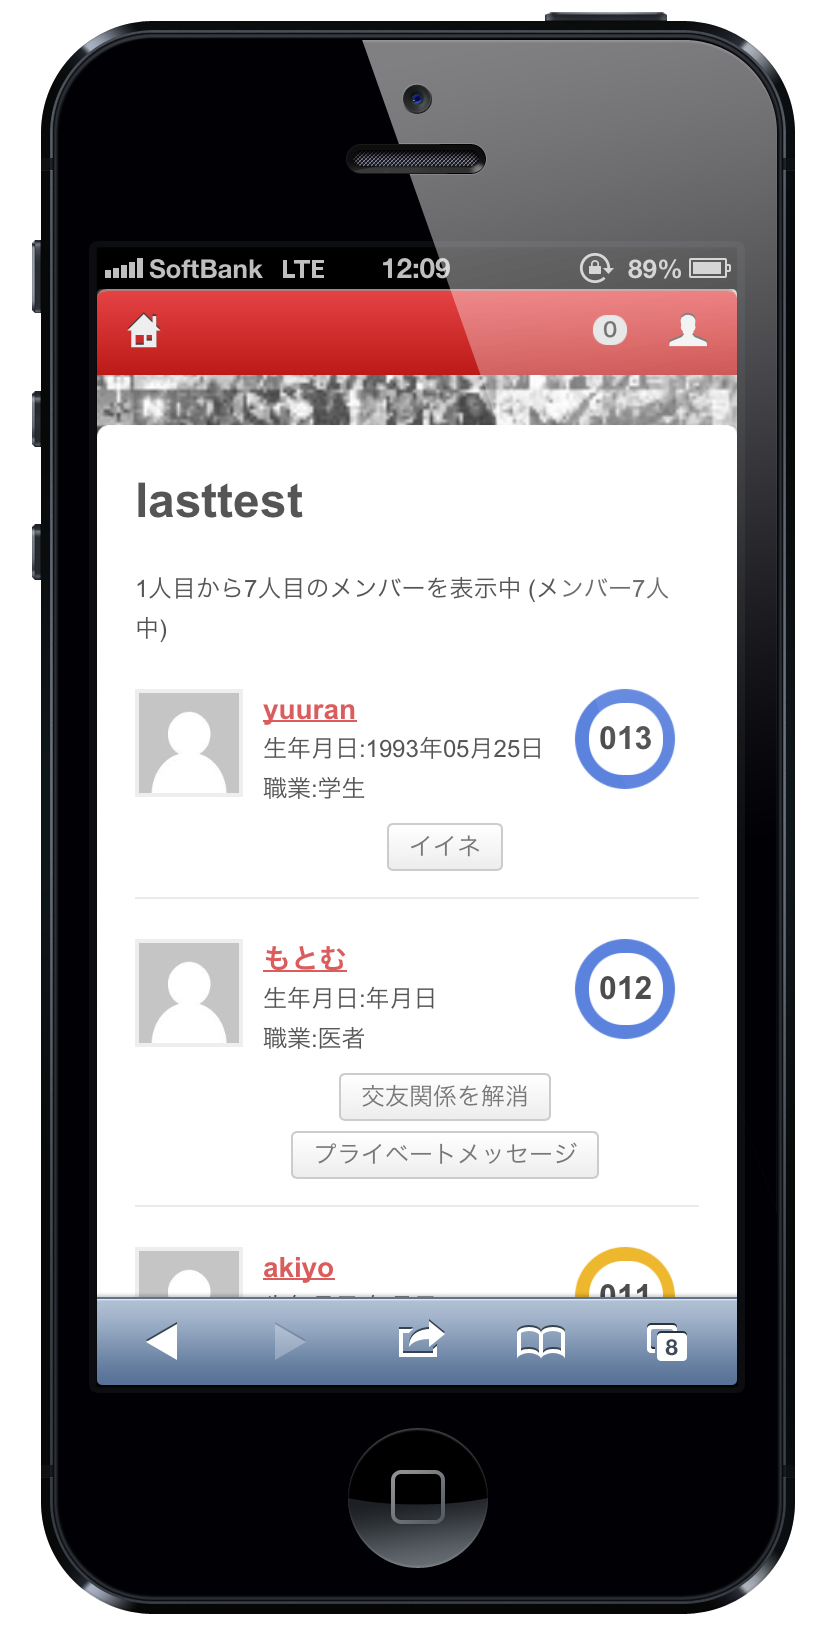 SoftBank LTE 12:09 89%
0
lasttest
1人目から7人目のメンバーを表示中 (メンバー7人
中)
yuuran
013
生年月日:1993年05月25日
職業:学生
イイネ
もとむ
012
生年月日:年月日
職業:医者
交友関係を解消
プライベートメッセージ
akiyo
011
8